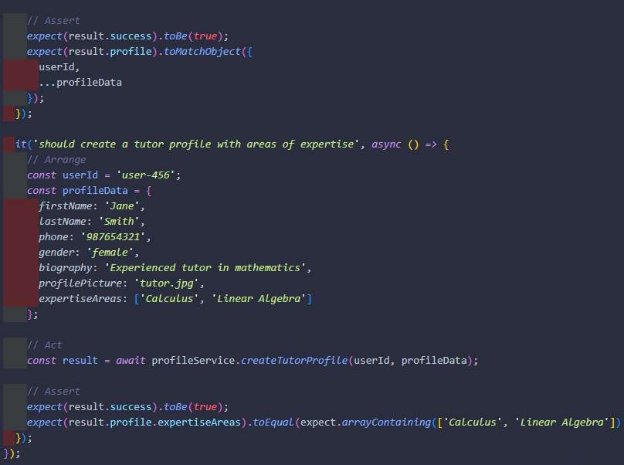 // Assert
expect(result.success).toBe(true);
expect(result.profile).toMatchObject({
userId,
...profileData
});
});
it('should create a tutor profile with areas of expertise', async () => {
// Arrange
const userId = 'user-456';
const profileData = {
firstName: 'Jane',
lastName: 'Smith',
phone: '987654321',
gender: 'female',
biography: 'Experienced tutor in mathematics',
profilePicture: 'tutor.jpg',
expertiseAreas: ['Calculus', 'Linear Algebra']
};
// Act
const result = await profileService.createTutorProfile(userId, profileData);
// Assert
expect(result.success).toBe(true);
expect(result.profile.expertiseAreas).toEqual(expect.arrayContaining(['Calculus', 'Linear Algebra'])
});
});